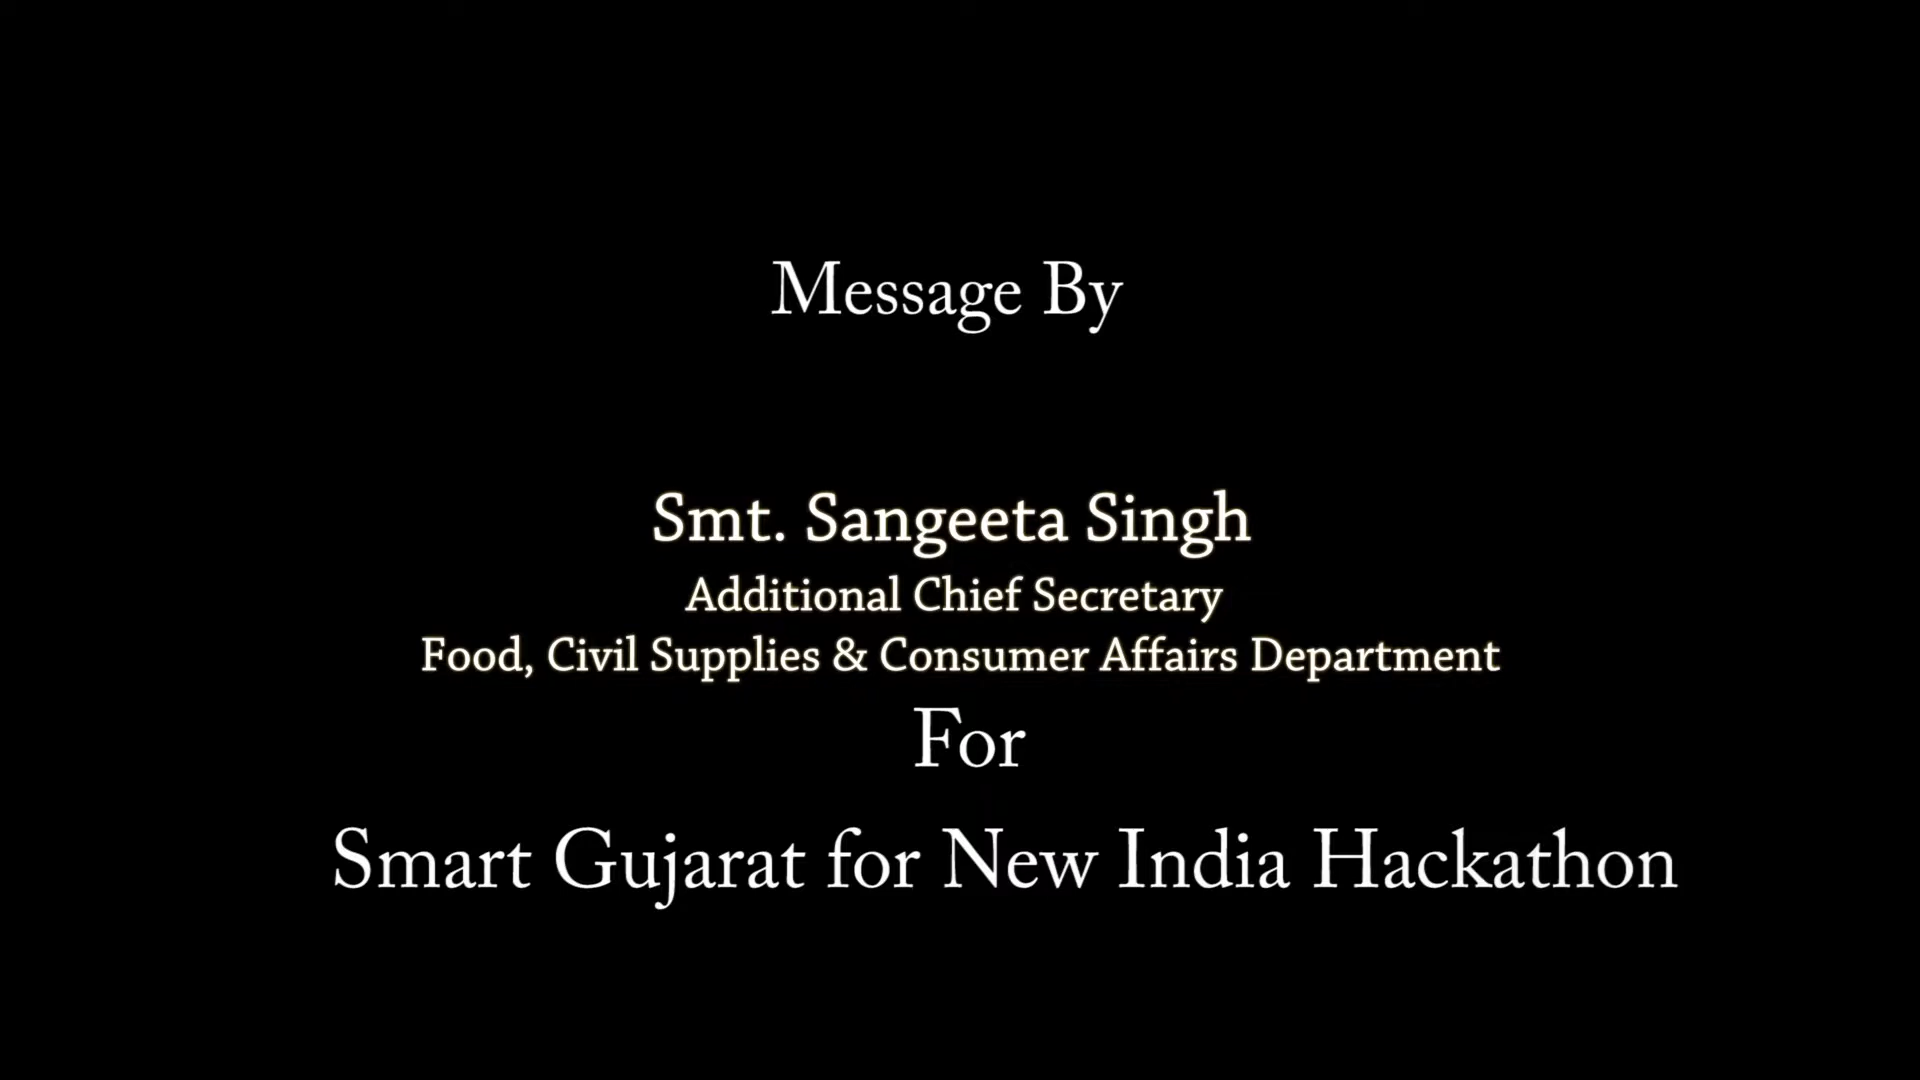 Message By
Smt. Sangeeta Singh
Additional Chief Secretary
Food, Civil Supplies & Consumer Affairs Department
For
Smart Gujarat for New India Hackathon